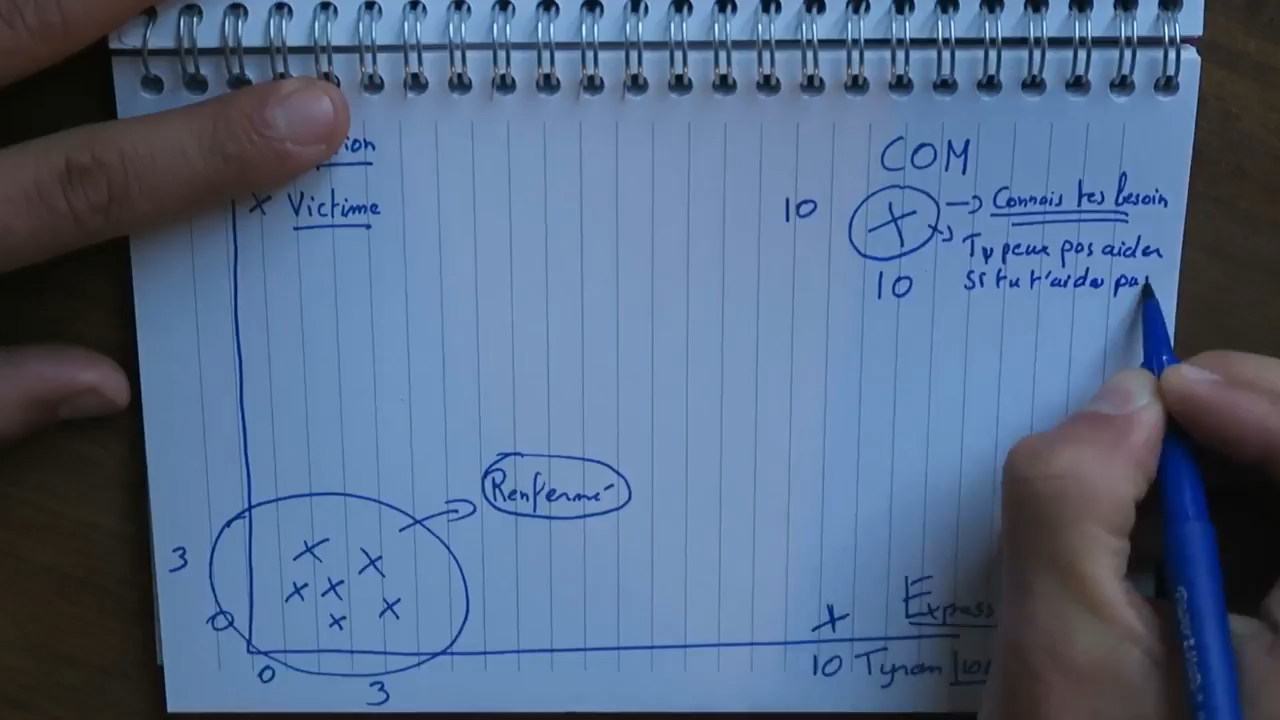 COM
x Victime
10
→ Connais tes besoin
→ Tu peux pas aider
si tu t'aides pas
10
Renfermé
3
0
0
3
Express
10 Tyran